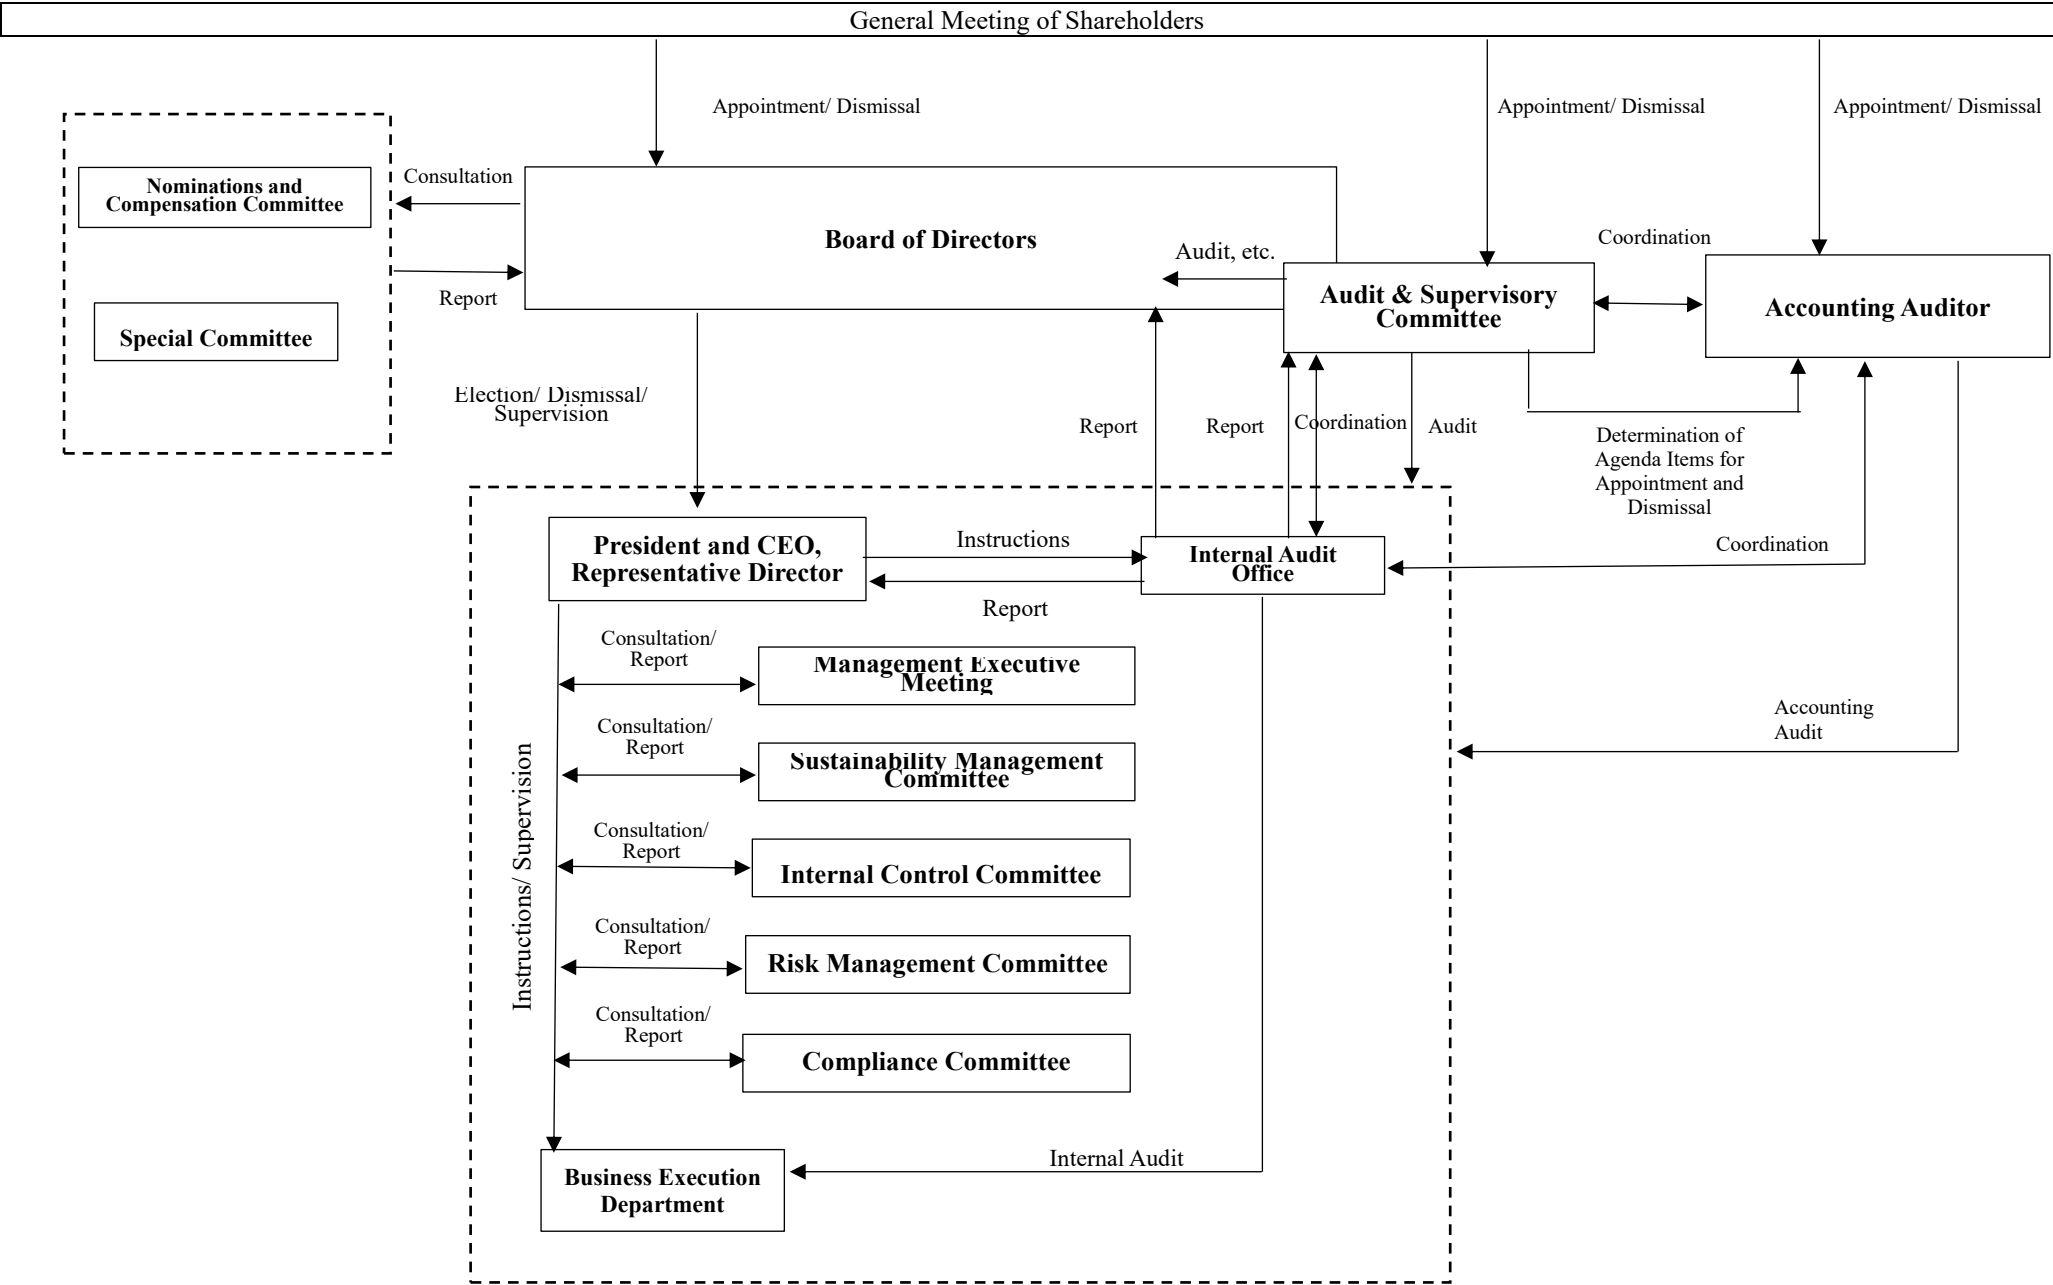 General Meeting of Shareholders
Appointment/ Dismissal
Appointment/ Dismissal
Appointment/ Dismissal
Nominations and
Compensation Committee
Consultation
Board of Directors
Audit, etc.
Coordination
Report
Audit & Supervisory
Committee
Accounting Auditor
Special Committee
Election/ Dismissal/
Supervision
Report
Report
Coordination
Audit
Determination of
Agenda Items for
Appointment and
Dismissal
President and CEO,
Representative Director
Instructions
Internal Audit
Office
Coordination
Report
Consultation/
Report
Management Executive
Meeting
Consultation/
Report
Sustainability Management
Committee
Accounting
Audit
Instructions/ Supervision
Consultation/
Report
Internal Control Committee
Consultation/
Report
Risk Management Committee
Consultation/
Report
Compliance Committee
Internal Audit
Business Execution
Department